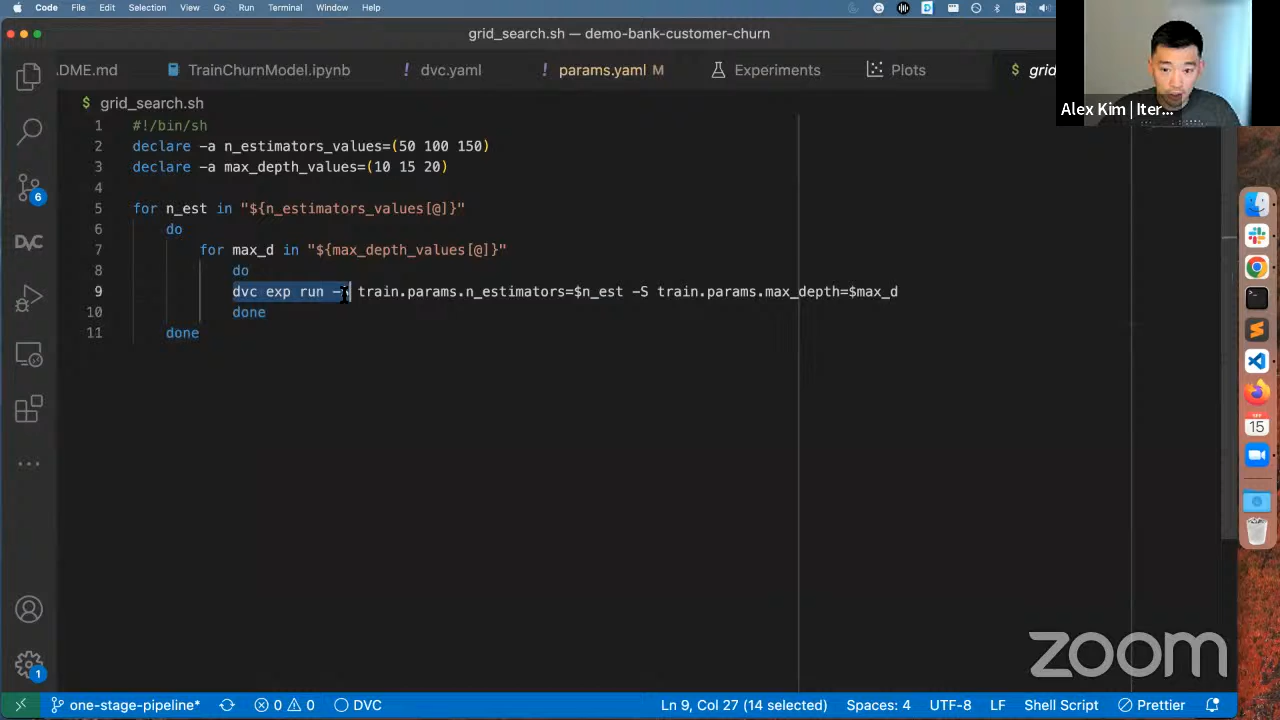 Code File Edit Selection View Go Run Terminal Window Help
grid_search.sh — demo-bank-customer-churn
Alex Kim | Iter...
DME.md TrainChurnModel.ipynb ! dvc.yaml ! params.yaml M Experiments Plots $ grid
$ grid_search.sh
1 #!/bin/sh
2 declare -a n_estimators_values=(50 100 150)
3 declare -a max_depth_values=(10 15 20)
4
5 for n_est in "${n_estimators_values[@]}"
6 do
7 for max_d in "${max_depth_values[@]}"
8 do
9 dvc exp run - train.params.n_estimators=$n_est -S train.params.max_depth=$max_d
10 done
11 done
6
DVC
SEP
15
1
zoom
one-stage-pipeline* 0 0 DVC Ln 9, Col 27 (14 selected) Spaces: 4 UTF-8 LF Shell Script Prettier